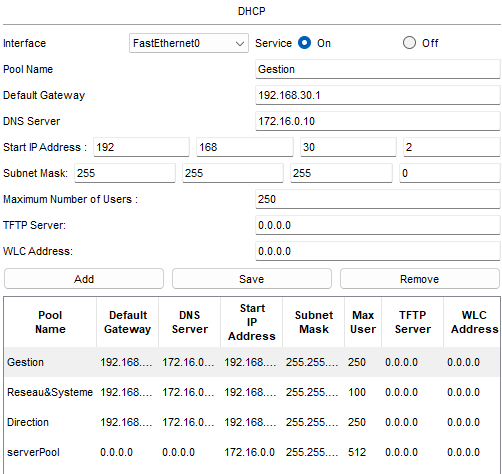 DHCP
Interface FastEthernet0 Service On Off
Pool Name Gestion
Default Gateway 192.168.30.1
DNS Server 172.16.0.10
Start IP Address : 192 168 30 2
Subnet Mask: 255 255 255 0
Maximum Number of Users : 250
TFTP Server: 0.0.0.0
WLC Address: 0.0.0.0
Add Save Remove
Pool Name Default Gateway DNS Server Start IP Address Subnet Mask Max User TFTP Server WLC Address
Gestion 192.168.... 172.16.0... 192.168.... 255.255.... 250 0.0.0.0 0.0.0.0
Reseau&Systeme 192.168.... 172.16.0... 192.168.... 255.255.... 100 0.0.0.0 0.0.0.0
Direction 192.168.... 172.16.0... 192.168.... 255.255.... 250 0.0.0.0 0.0.0.0
serverPool 0.0.0.0 0.0.0.0 172.16.0.0 255.255.... 512 0.0.0.0 0.0.0.0